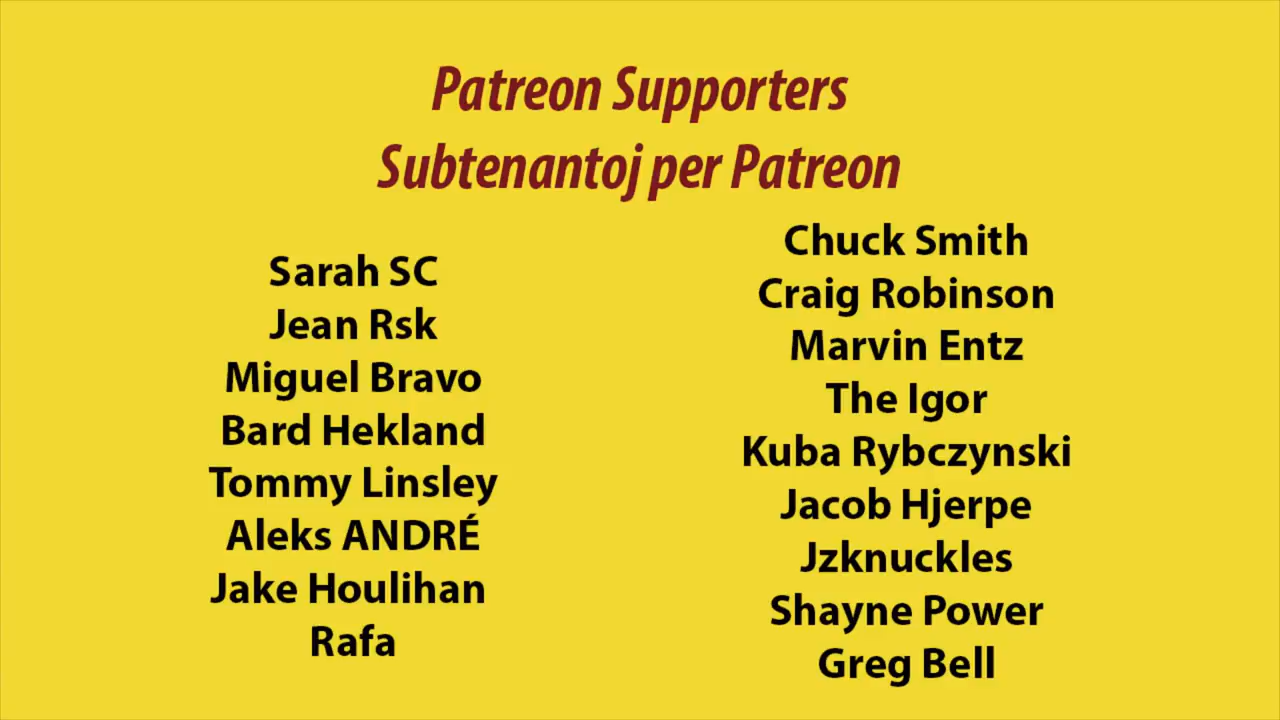 Patreon Supporters
Subtenantoj per Patreon
Sarah SC
Jean Rsk
Miguel Bravo
Bard Hekland
Tommy Linsley
Aleks ANDRÉ
Jake Houlihan
Rafa
Chuck Smith
Craig Robinson
Marvin Entz
The Igor
Kuba Rybczynski
Jacob Hjerpe
Jzknuckles
Shayne Power
Greg Bell